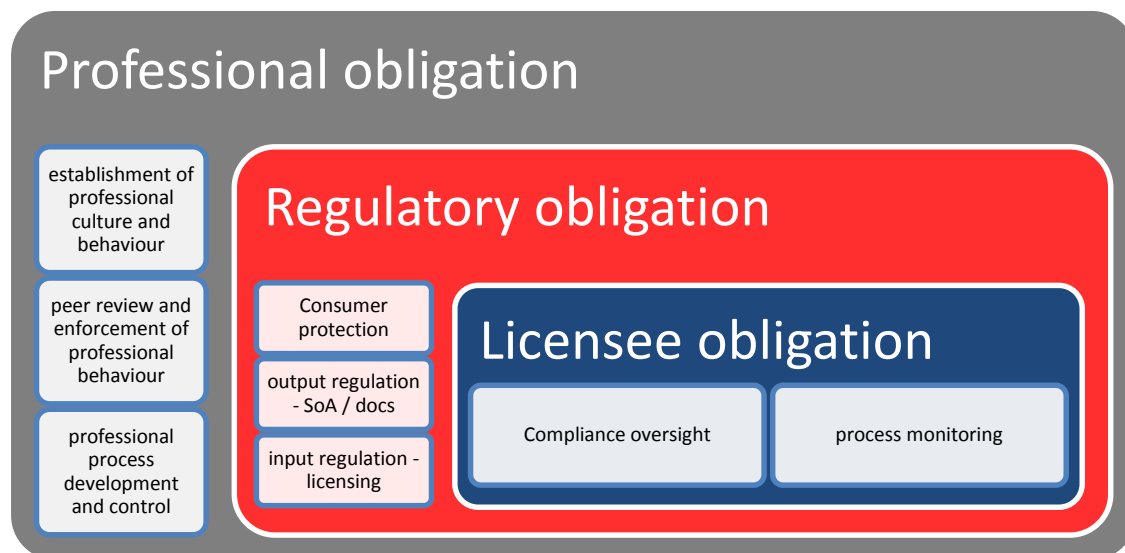 Professional obligation
establishment of
professional
culture and
behaviour
peer review and
enforcement of
professional
behaviour
professional
process
development
and control
Regulatory obligation
Consumer
protection
output regulation
- SoA / docs
input regulation -
licensing
Licensee obligation
Compliance oversight
process monitoring